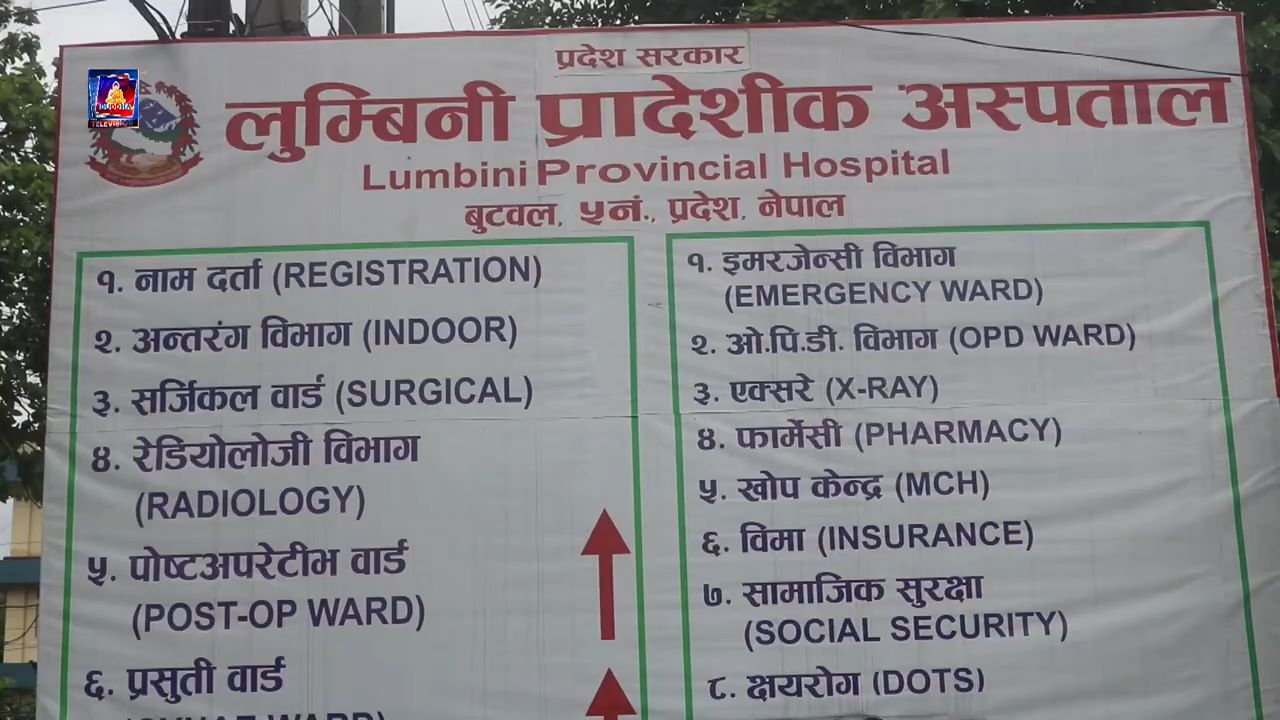 प्रदेश सरकार
लुम्बिनी प्रादेशीक अस्पताल
Lumbini Provincial Hospital
बुटवल, ५नं., प्रदेश, नेपाल
BUDDHA
TELEVISION
१. नाम दर्ता (REGISTRATION)
२. अन्तरंग विभाग (INDOOR)
३. सर्जिकल वार्ड (SURGICAL)
४. रेडियोलोजी विभाग
(RADIOLOGY)
५. पोष्टअपरेटीभ वार्ड
(POST-OP WARD)
६. प्रसुती वार्ड
१. इमरजेन्सी विभाग
(EMERGENCY WARD)
२. ओ.पि.डी. विभाग (OPD WARD)
३. एक्सरे (X-RAY)
४. फार्मेसी (PHARMACY)
५. खोप केन्द्र (MCH)
६. विमा (INSURANCE)
७. सामाजिक सुरक्षा
(SOCIAL SECURITY)
८. क्षयरोग (DOTS)